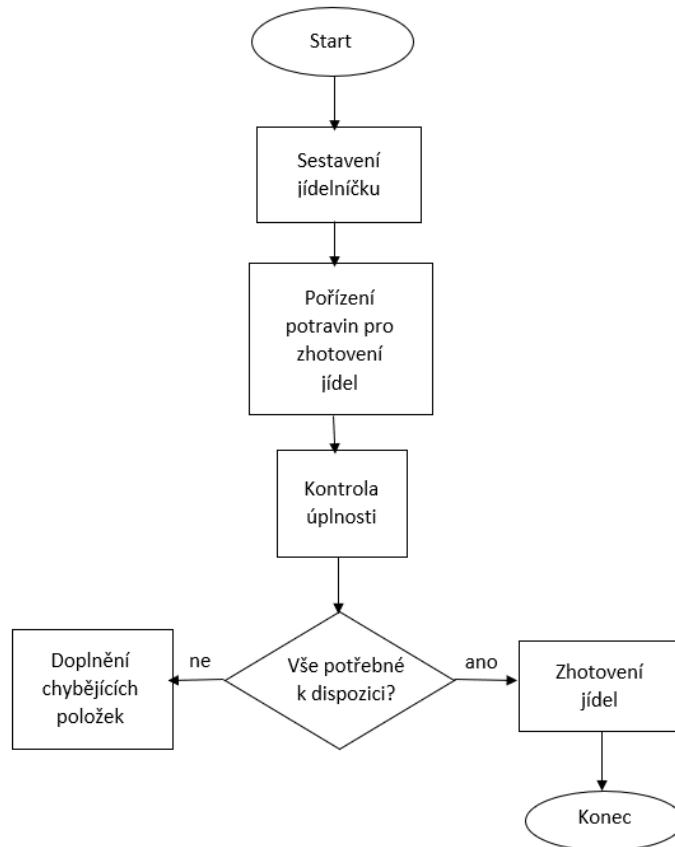 Start
Sestavení
jídelníčku
Pořízení
potravin pro
zhotovení
jídel
Kontrola
úplnosti
Vše potřebné
k dispozici?
ne
ano
Doplnění
chybějících
položek
Zhotovení
jídel
Konec